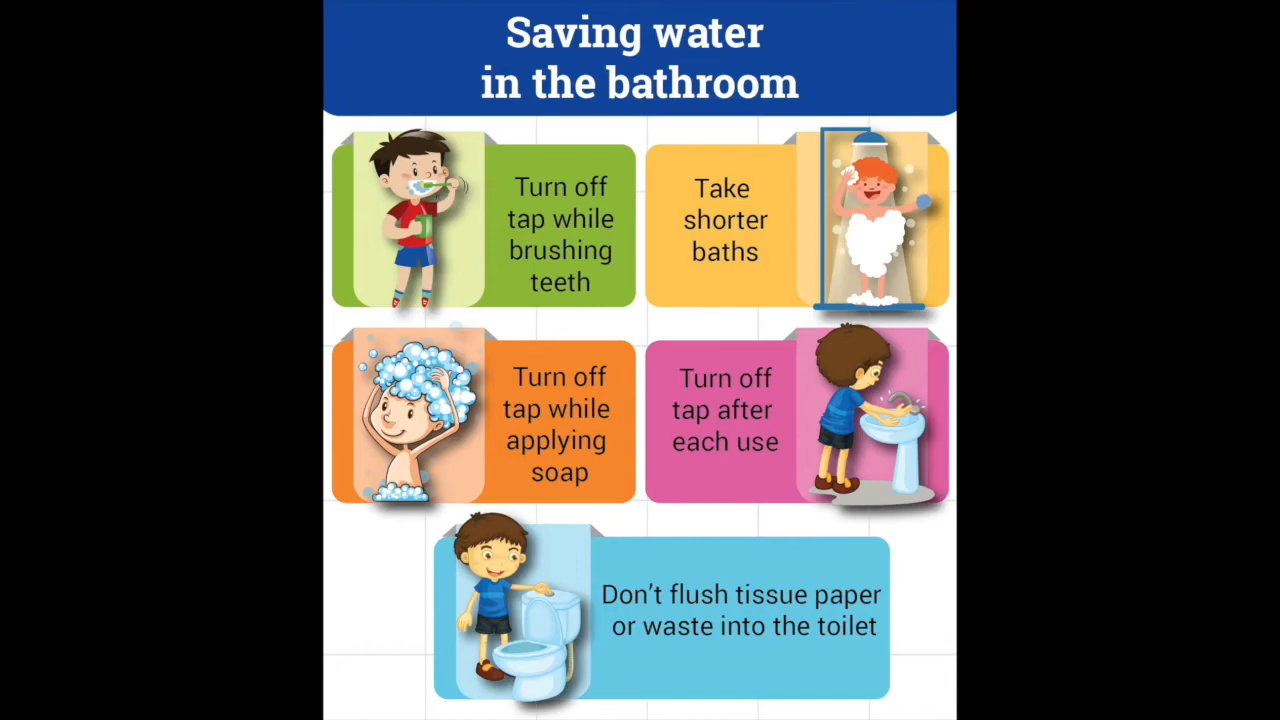 Saving water
in the bathroom
Turn off
tap while
brushing
teeth
Take
shorter
baths
Turn off
tap while
applying
soap
Turn off
tap after
each use
Don't flush tissue paper
or waste into the toilet